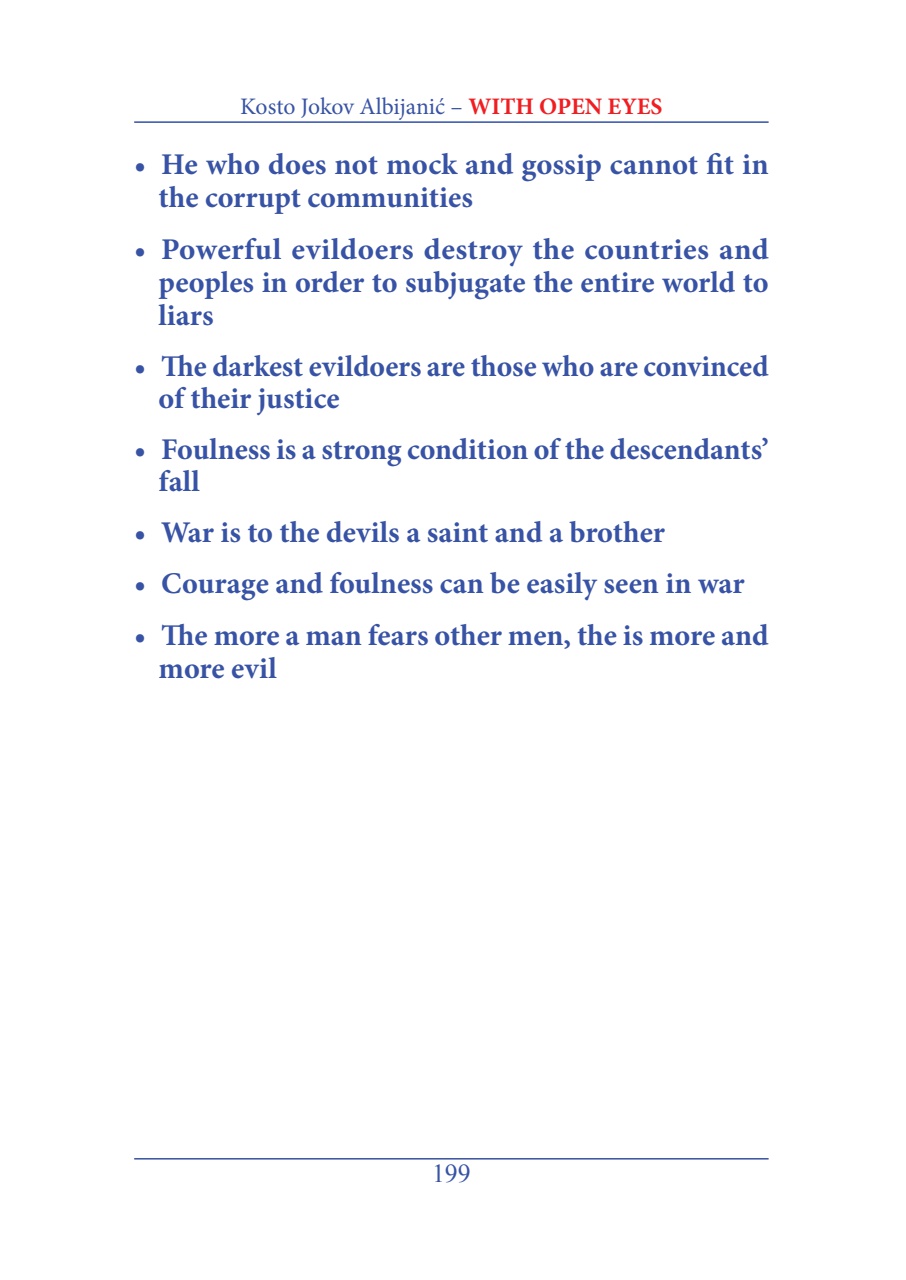 Kosto Jokov Albijanić – WITH OPEN EYES
• He who does not mock and gossip cannot fit in
the corrupt communities
• Powerful evildoers destroy the countries and
peoples in order to subjugate the entire world to
liars
• The darkest evildoers are those who are convinced
of their justice
• Foulness is a strong condition of the descendants’
fall
• War is to the devils a saint and a brother
• Courage and foulness can be easily seen in war
• The more a man fears other men, the is more and
more evil
199